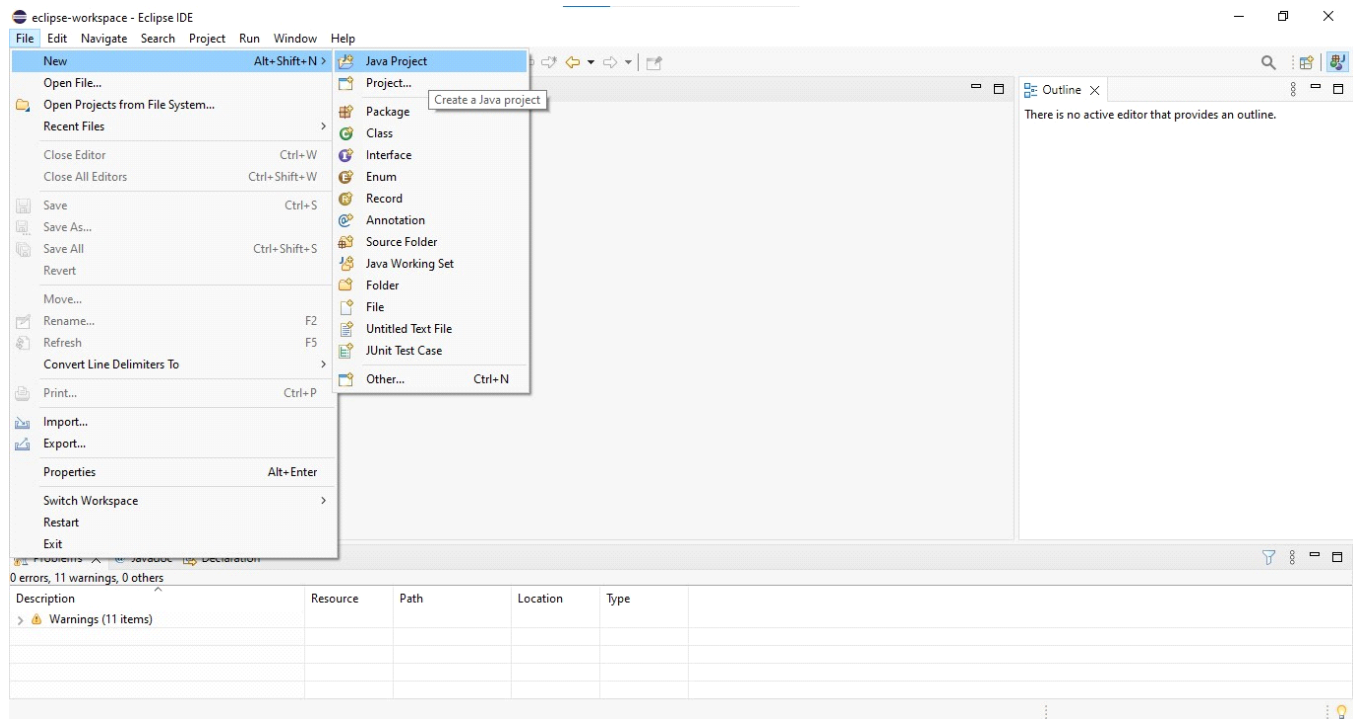 eclipse-workspace - Eclipse IDE
File Edit Navigate Search Project Run Window Help
New Alt+Shift+N >
Open File...
Open Projects from File System...
Recent Files >
Close Editor Ctrl+W
Close All Editors Ctrl+Shift+W
Save Ctrl+S
Save As...
Save All Ctrl+Shift+S
Revert
Move...
Rename... F2
Refresh F5
Convert Line Delimiters To >
Print... Ctrl+P
Import...
Export...
Properties Alt+Enter
Switch Workspace >
Restart
Exit
Java Project
Project...
Create a Java project
Package
Class
Interface
Enum
Record
Annotation
Source Folder
Java Working Set
Folder
File
Untitled Text File
JUnit Test Case
Other... Ctrl+N
Outline
There is no active editor that provides an outline.
Problems Javadoc Declaration
0 errors, 11 warnings, 0 others
Description Resource Path Location Type
Warnings (11 items)